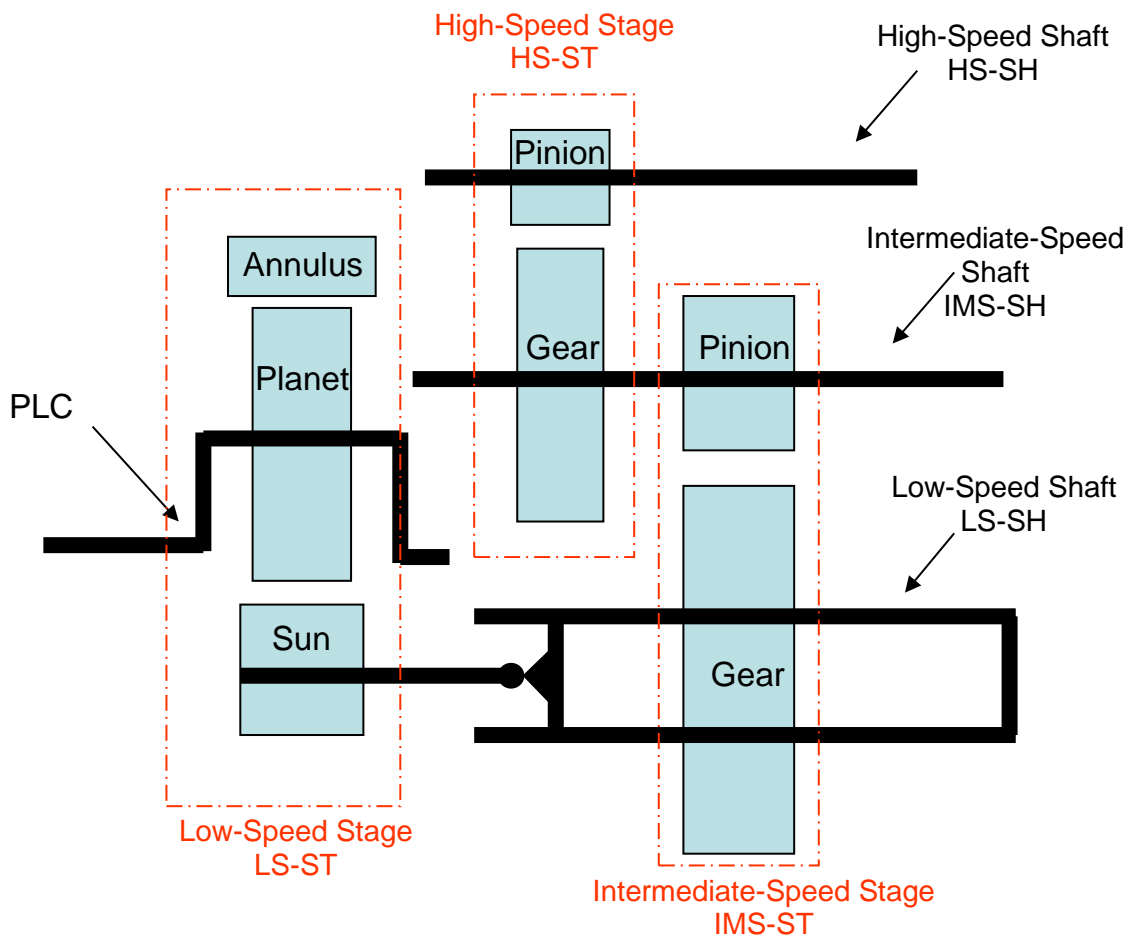 High-Speed Stage
HS-ST
High-Speed Shaft
HS-SH
Pinion
Annulus
Intermediate-Speed
Shaft
IMS-SH
Gear
Pinion
Planet
PLC
Low-Speed Shaft
LS-SH
Sun
Gear
Low-Speed Stage
LS-ST
Intermediate-Speed Stage
IMS-ST